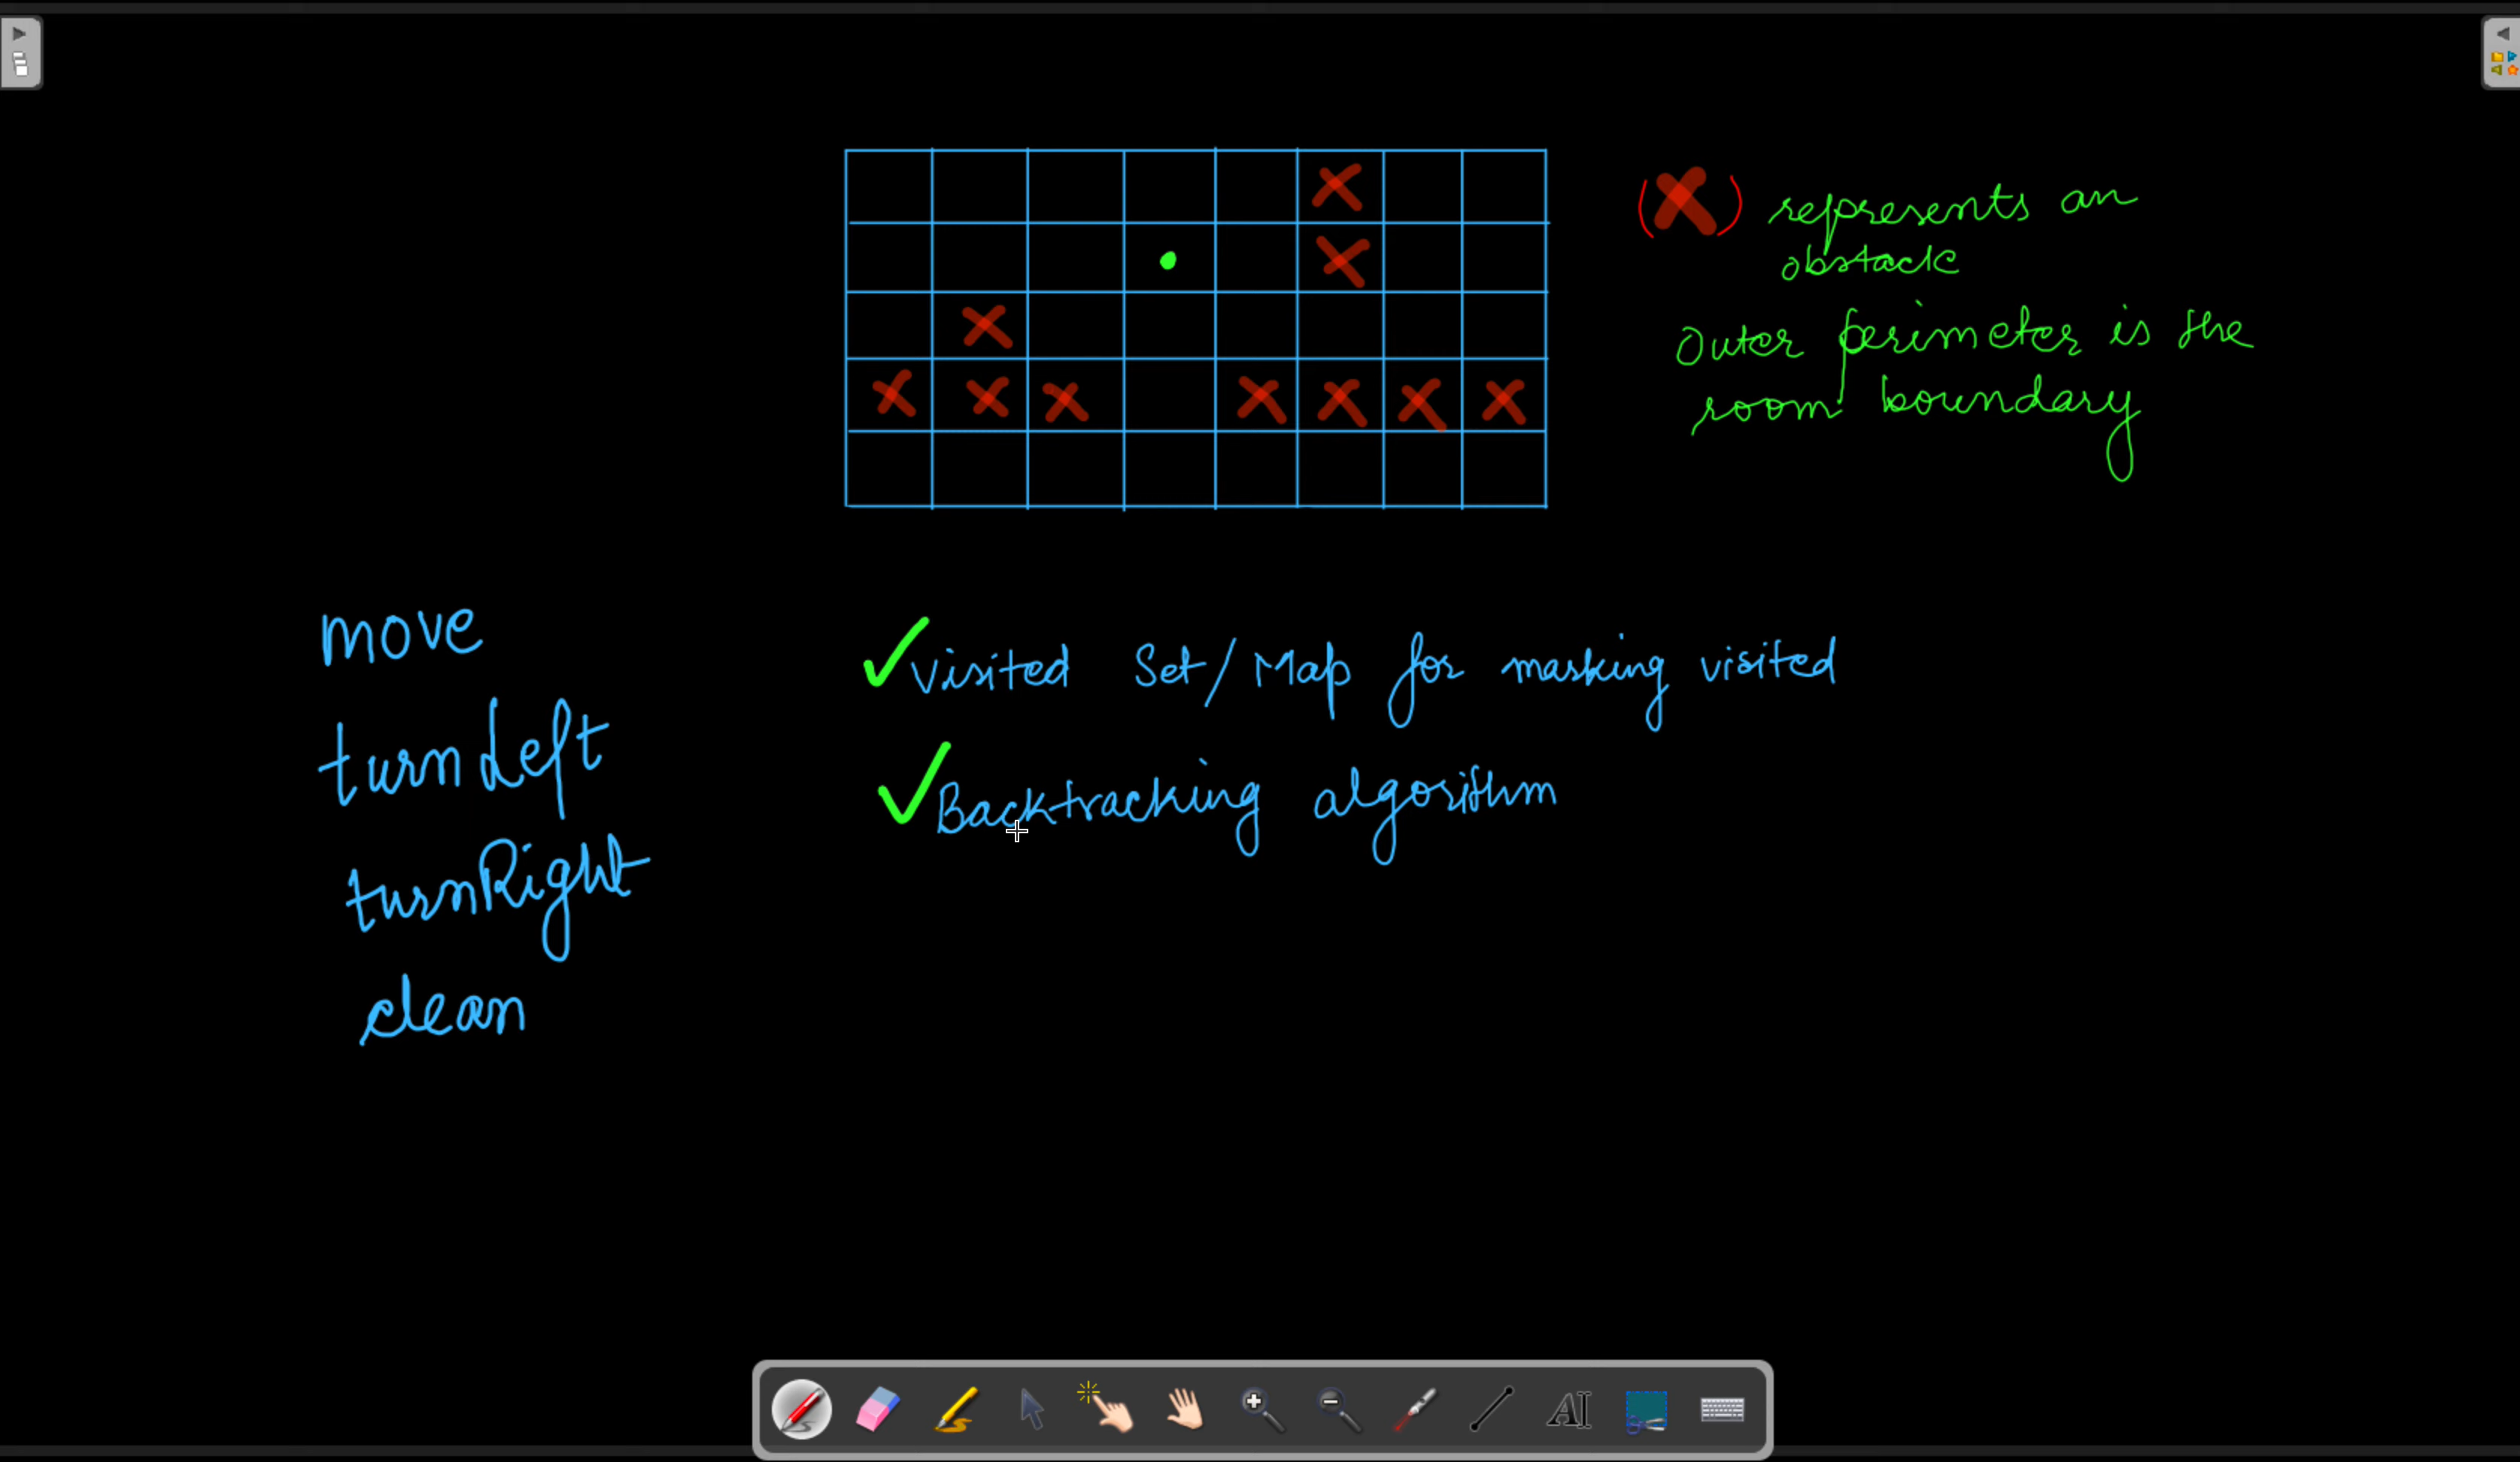 (X) represents an
obstacle
Outer perimeter is the
room boundary
move
turnLeft
turnRight
clean
✓ Visited Set/Map for marking visited
✓ Backtracking algorithm
AI